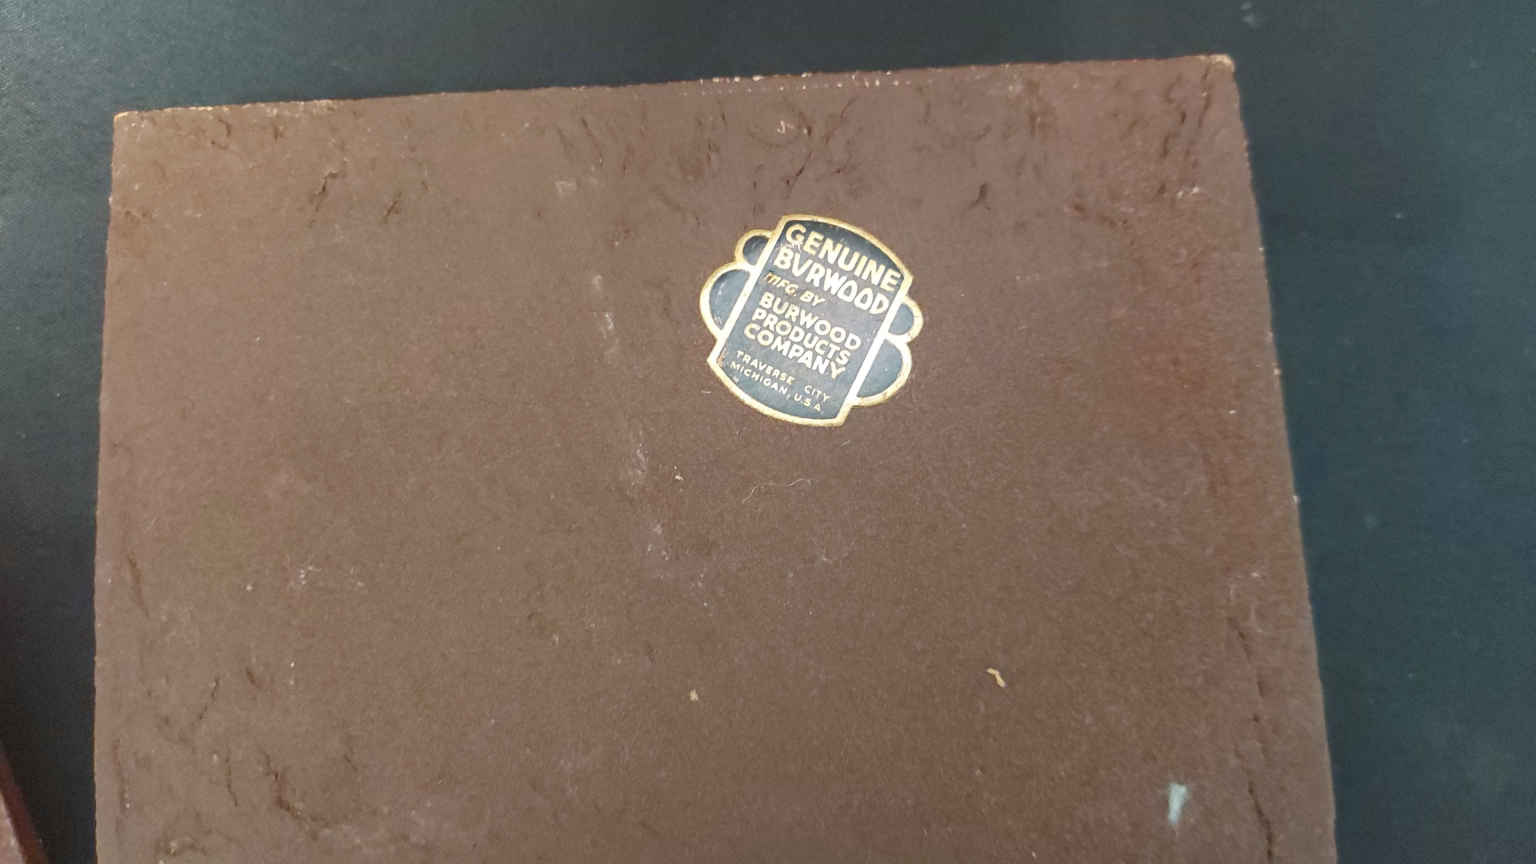 GENUINE
BVRWOOD
MFG. BY
BURWOOD
PRODUCTS
COMPANY
TRAVERSE CITY
MICHIGAN, U.S.A.